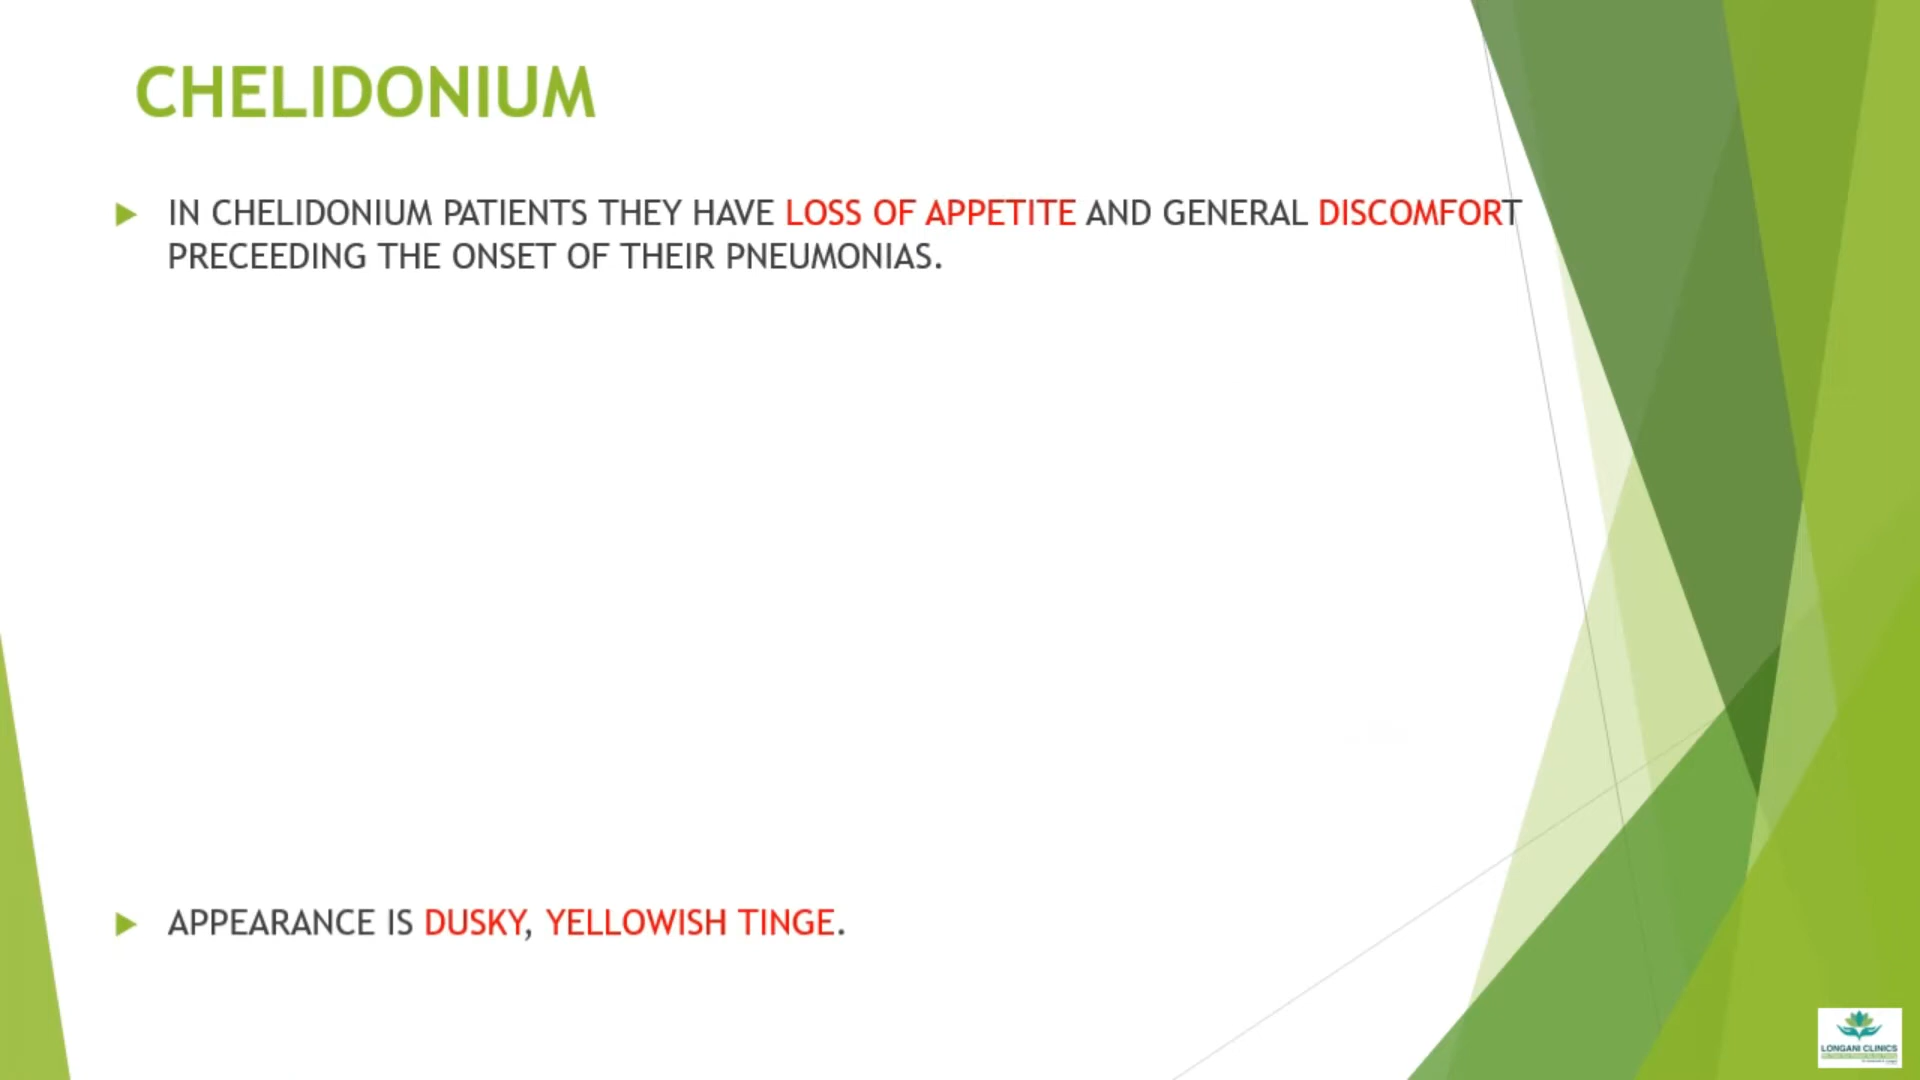 CHELIDONIUM
IN CHELIDONIUM PATIENTS THEY HAVE LOSS OF APPETITE AND GENERAL DISCOMFORT
PRECEEDING THE ONSET OF THEIR PNEUMONIAS.
APPEARANCE IS DUSKY, YELLOWISH TINGE.
LONGANI CLINICS